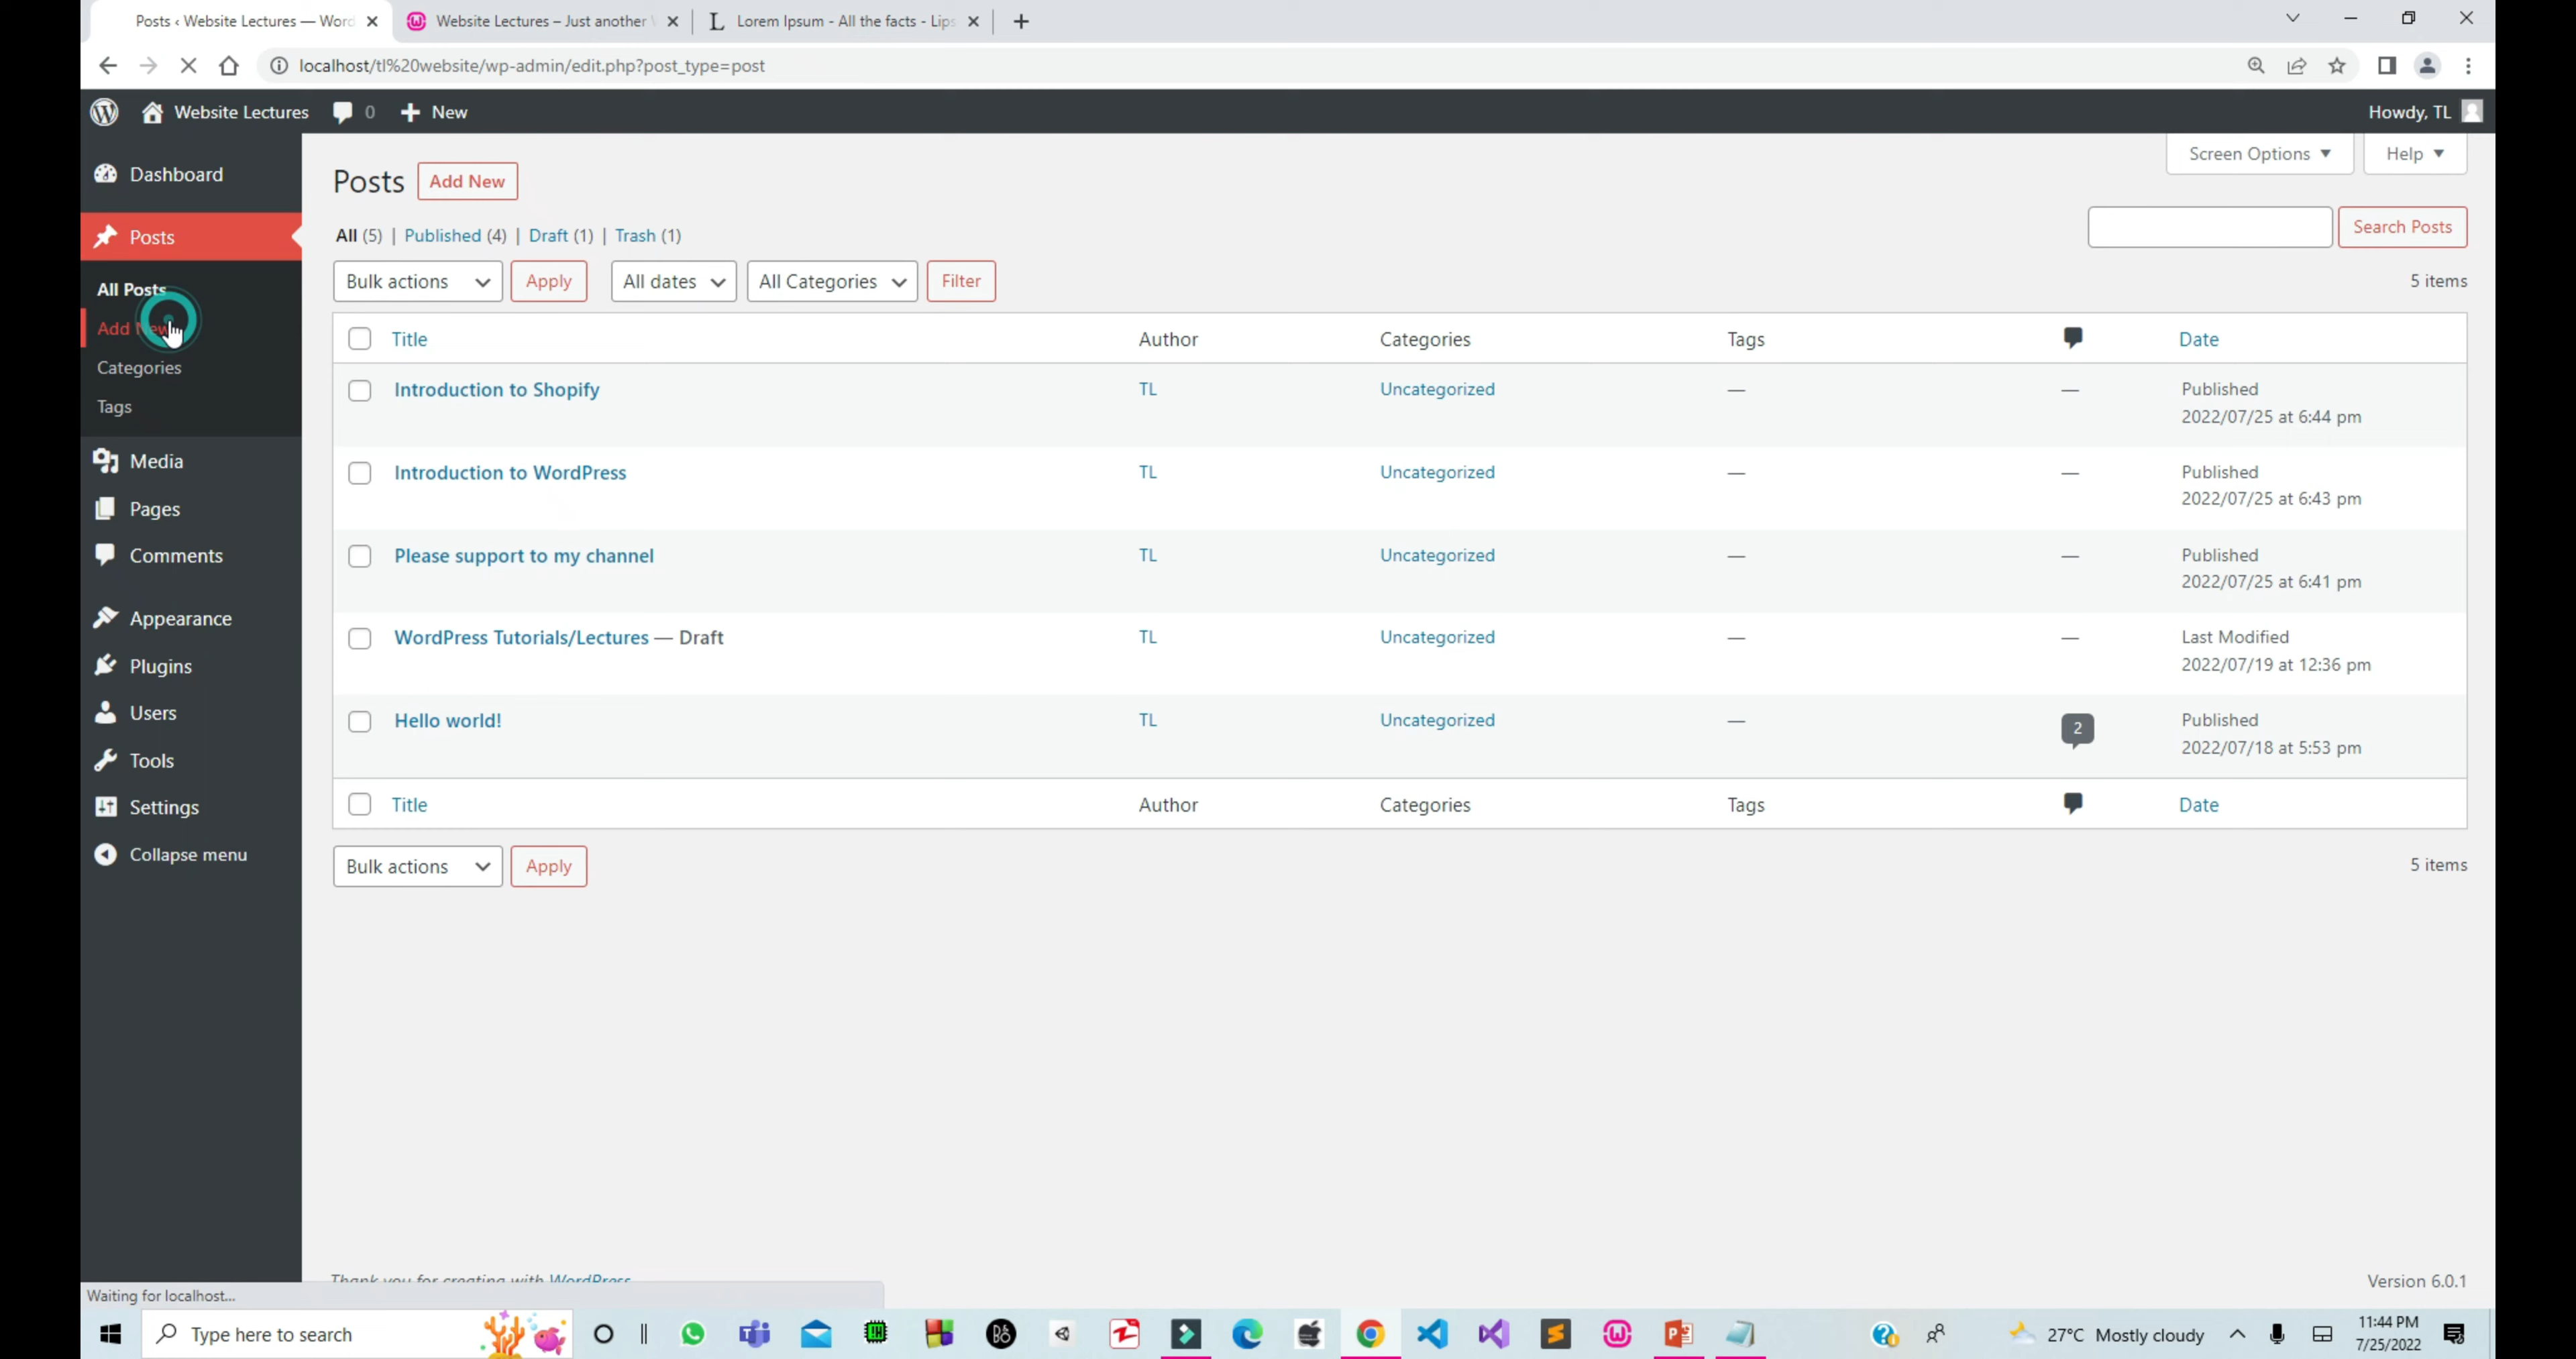 Posts ‹ Website Lectures — Word
Website Lectures – Just another
Lorem Ipsum - All the facts - Lips
localhost/tl%20website/wp-admin/edit.php?post_type=post
Website Lectures 0 New
Howdy, TL
Screen Options
Help
Dashboard
Posts
All Posts
Add New
Categories
Tags
Media
Pages
Comments
Appearance
Plugins
Users
Tools
Settings
Collapse menu
Posts Add New
All (5) | Published (4) | Draft (1) | Trash (1)
Search Posts
Bulk actions Apply All dates All Categories Filter 5 items
Title Author Categories Tags Date
Introduction to Shopify TL Uncategorized — — Published
2022/07/25 at 6:44 pm
Introduction to WordPress TL Uncategorized — — Published
2022/07/25 at 6:43 pm
Please support to my channel TL Uncategorized — — Published
2022/07/25 at 6:41 pm
WordPress Tutorials/Lectures — Draft TL Uncategorized — — Last Modified
2022/07/19 at 12:36 pm
Hello world! TL Uncategorized — 2 Published
2022/07/18 at 5:53 pm
Title Author Categories Tags Date
Bulk actions Apply 5 items
Thank you for creating with WordPress
Version 6.0.1
Waiting for localhost...
Type here to search
27°C Mostly cloudy
11:44 PM
7/25/2022